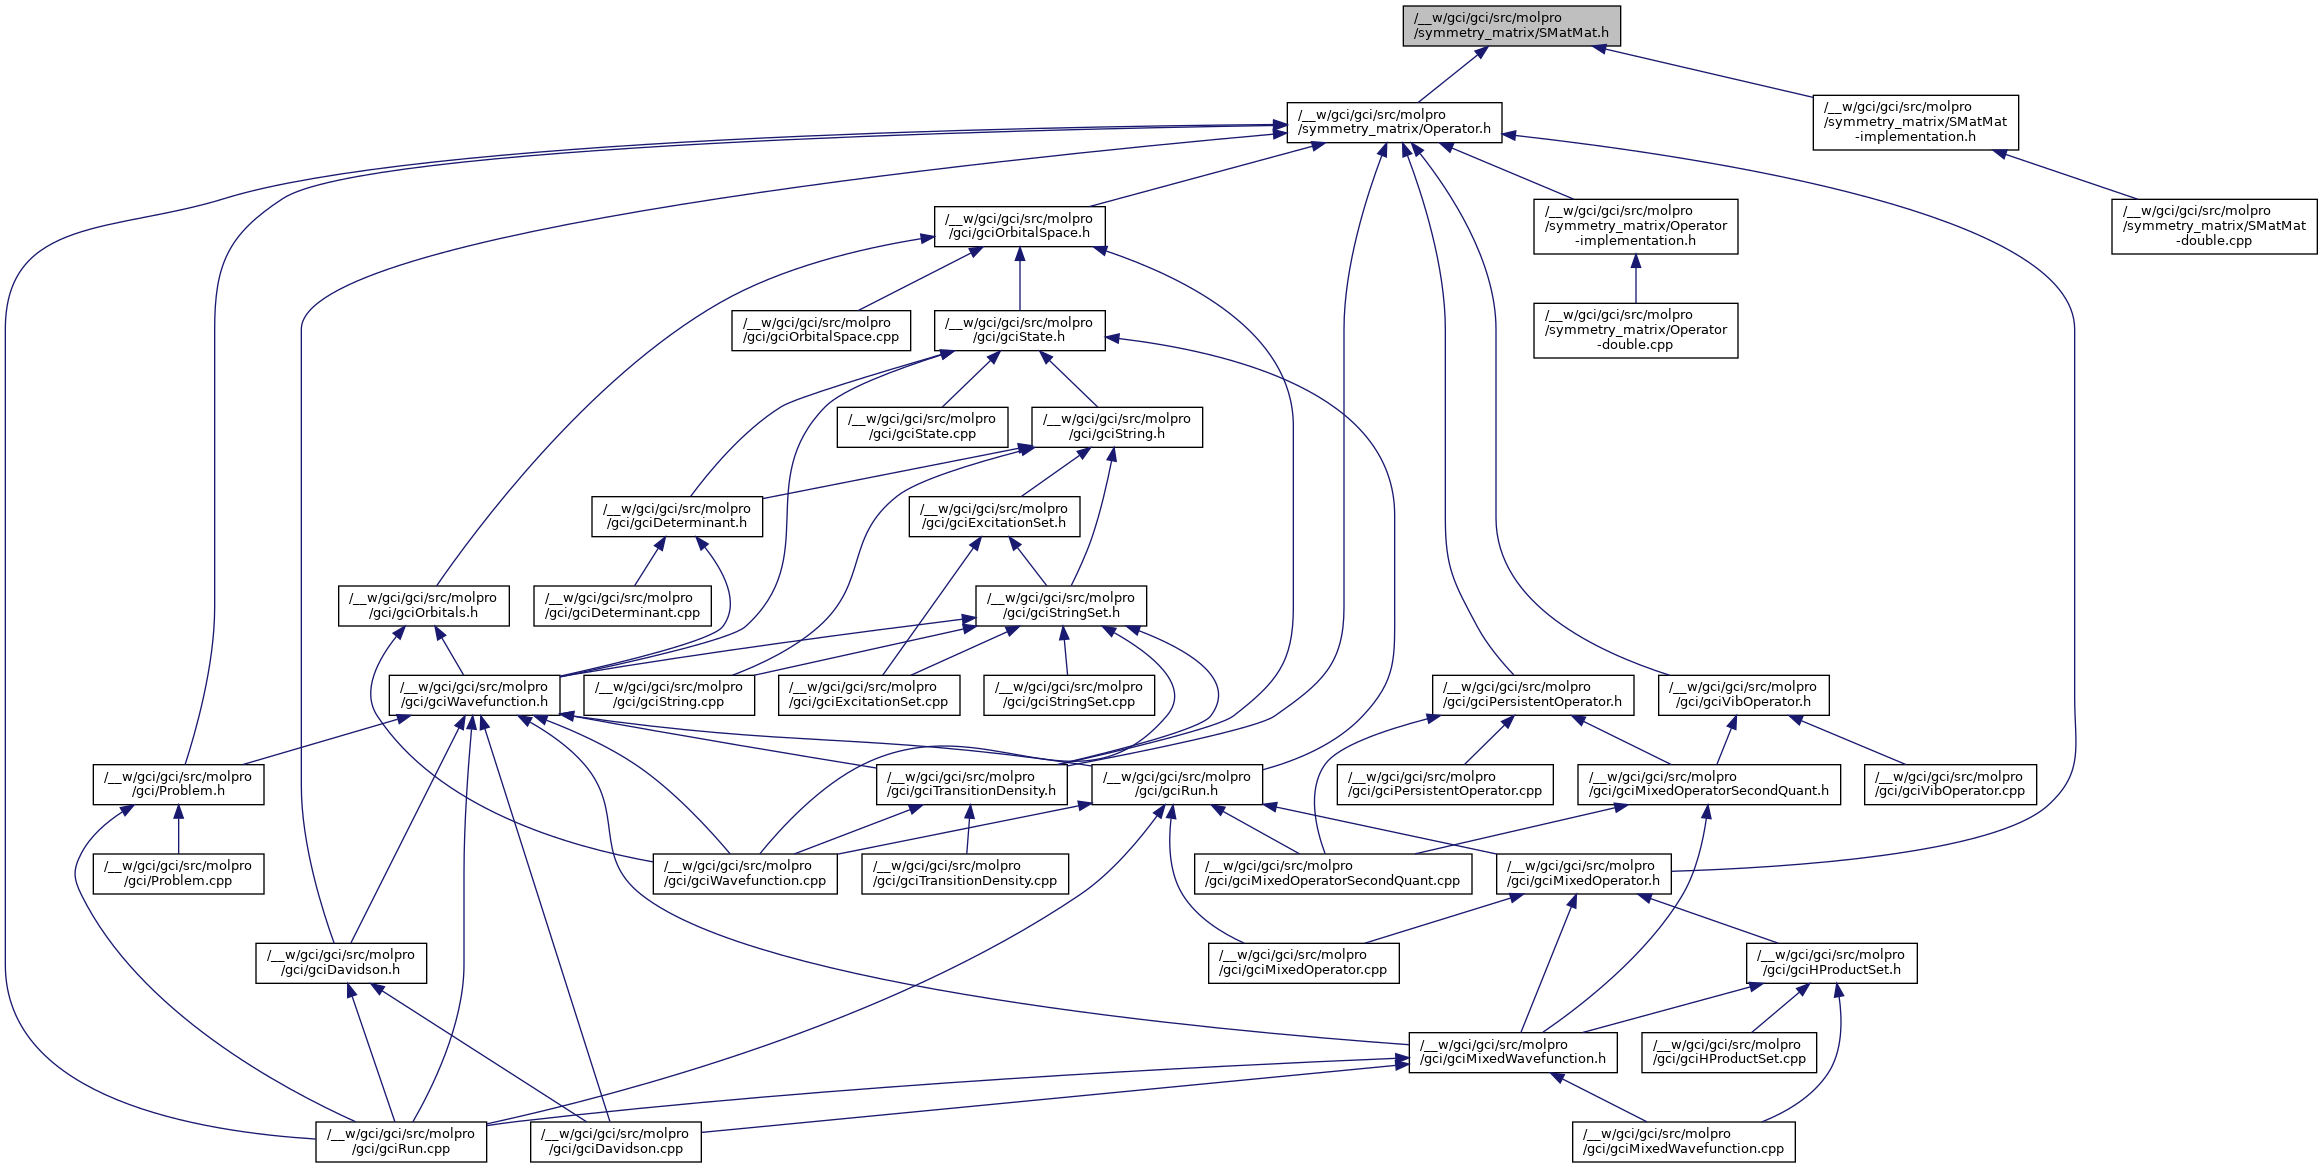 /__w/gci/gci/src/molpro
/symmetry_matrix/SMatMat.h
/__w/gci/gci/src/molpro
/symmetry_matrix/Operator.h
/__w/gci/gci/src/molpro
/symmetry_matrix/SMatMat
-implementation.h
/__w/gci/gci/src/molpro
/gci/gciOrbitalSpace.h
/__w/gci/gci/src/molpro
/symmetry_matrix/Operator
-implementation.h
/__w/gci/gci/src/molpro
/symmetry_matrix/SMatMat
-double.cpp
/__w/gci/gci/src/molpro
/gci/gciOrbitalSpace.cpp
/__w/gci/gci/src/molpro
/gci/gciState.h
/__w/gci/gci/src/molpro
/symmetry_matrix/Operator
-double.cpp
/__w/gci/gci/src/molpro
/gci/gciState.cpp
/__w/gci/gci/src/molpro
/gci/gciString.h
/__w/gci/gci/src/molpro
/gci/gciDeterminant.h
/__w/gci/gci/src/molpro
/gci/gciExcitationSet.h
/__w/gci/gci/src/molpro
/gci/gciOrbitals.h
/__w/gci/gci/src/molpro
/gci/gciDeterminant.cpp
/__w/gci/gci/src/molpro
/gci/gciStringSet.h
/__w/gci/gci/src/molpro
/gci/gciWavefunction.h
/__w/gci/gci/src/molpro
/gci/gciString.cpp
/__w/gci/gci/src/molpro
/gci/gciExcitationSet.cpp
/__w/gci/gci/src/molpro
/gci/gciStringSet.cpp
/__w/gci/gci/src/molpro
/gci/gciPersistentOperator.h
/__w/gci/gci/src/molpro
/gci/gciVibOperator.h
/__w/gci/gci/src/molpro
/gci/Problem.h
/__w/gci/gci/src/molpro
/gci/gciTransitionDensity.h
/__w/gci/gci/src/molpro
/gci/gciRun.h
/__w/gci/gci/src/molpro
/gci/gciPersistentOperator.cpp
/__w/gci/gci/src/molpro
/gci/gciMixedOperatorSecondQuant.h
/__w/gci/gci/src/molpro
/gci/gciVibOperator.cpp
/__w/gci/gci/src/molpro
/gci/Problem.cpp
/__w/gci/gci/src/molpro
/gci/gciWavefunction.cpp
/__w/gci/gci/src/molpro
/gci/gciTransitionDensity.cpp
/__w/gci/gci/src/molpro
/gci/gciMixedOperatorSecondQuant.cpp
/__w/gci/gci/src/molpro
/gci/gciMixedOperator.h
/__w/gci/gci/src/molpro
/gci/gciDavidson.h
/__w/gci/gci/src/molpro
/gci/gciMixedOperator.cpp
/__w/gci/gci/src/molpro
/gci/gciHProductSet.h
/__w/gci/gci/src/molpro
/gci/gciMixedWavefunction.h
/__w/gci/gci/src/molpro
/gci/gciHProductSet.cpp
/__w/gci/gci/src/molpro
/gci/gciRun.cpp
/__w/gci/gci/src/molpro
/gci/gciDavidson.cpp
/__w/gci/gci/src/molpro
/gci/gciMixedWavefunction.cpp